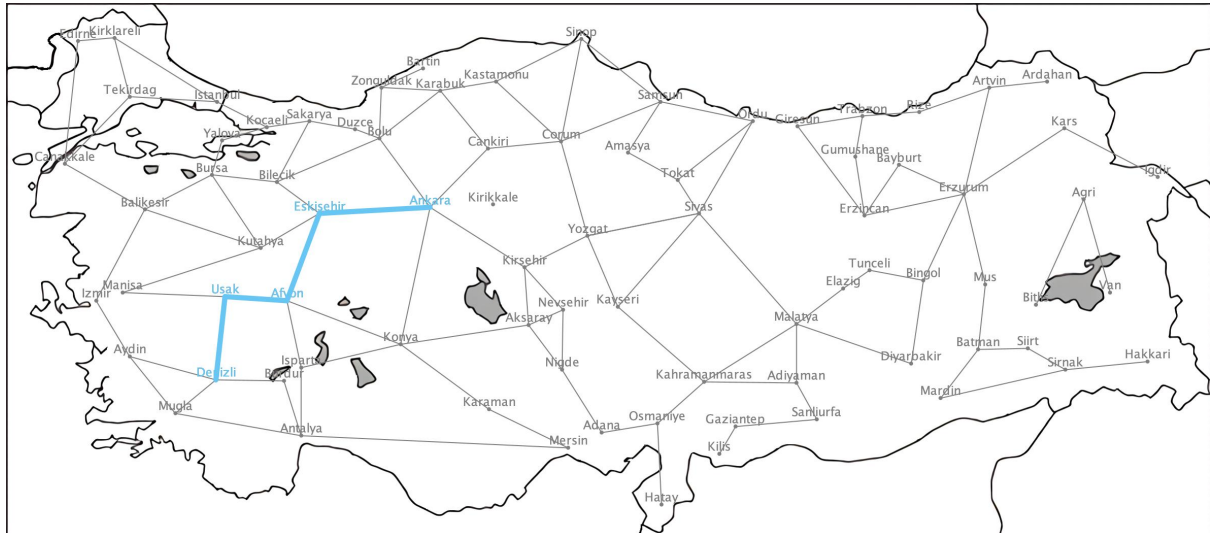 Edirne
Kirklareli
Sinop
Bartin
Zonguldak
Karabuk
Kastamonu
Artvin
Ardahan
Tekirdag
Istanbul
Samsun
Rize
Trabzon
Ordu
Giresun
Kocaeli
Sakarya
Duzce
Bolu
Yalova
Corum
Cankiri
Kars
Canakkale
Amasya
Gumushane
Bayburt
Bursa
Bilecik
Tokat
Igdir
Erzurum
Agri
Kirikkale
Balikesir
Eskisehir
Ankara
Sivas
Erzincan
Yozgat
Kutahya
Kirsehir
Tunceli
Bingol
Mus
Elazig
Izmir
Manisa
Usak
Afyon
Nevsehir
Kayseri
Bitlis
Van
Aksaray
Malatya
Konya
Aydin
Isparta
Nigde
Diyarbakir
Batman
Siirt
Sirnak
Hakkari
Denizli
Burdur
Kahramanmaras
Adiyaman
Mardin
Mugla
Karaman
Antalya
Adana
Osmaniye
Gaziantep
Sanliurfa
Mersin
Kilis
Hatay